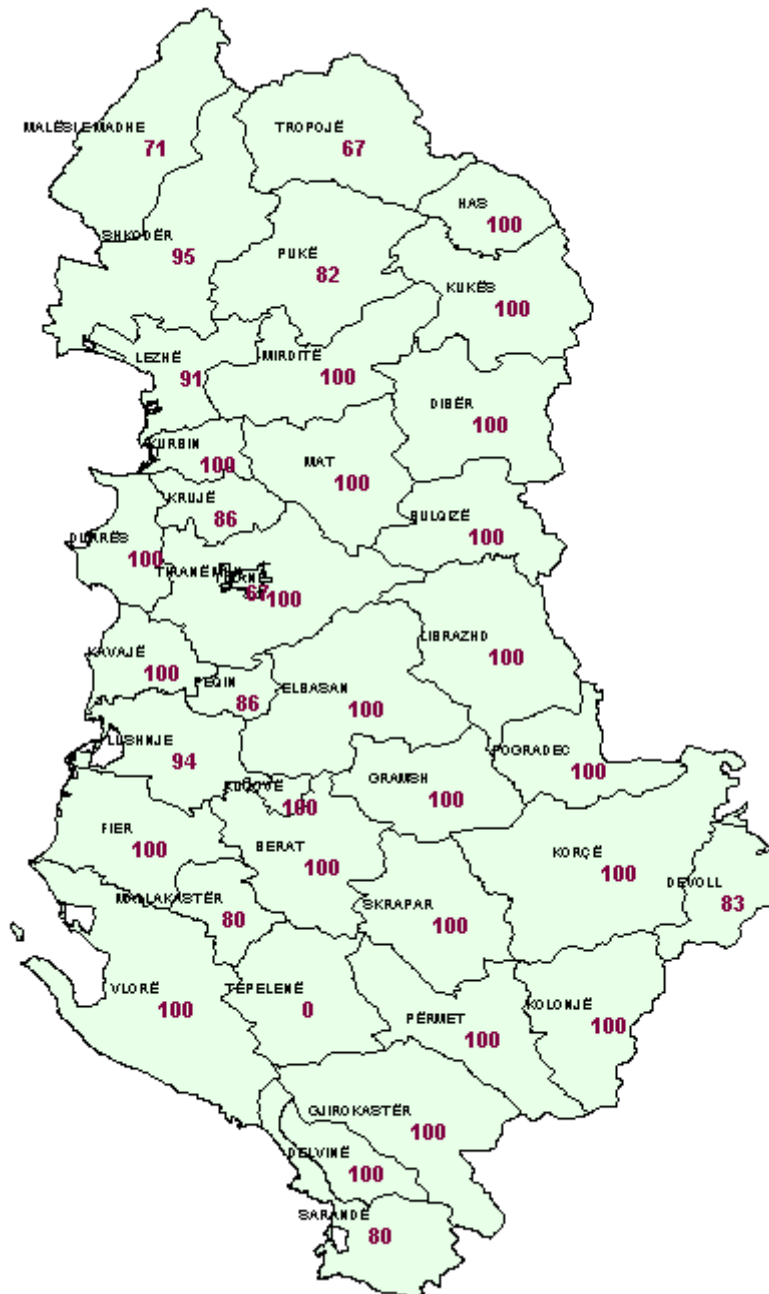 MALËSI E MADHE
71
TROPOJË
67
HAS
100
SHKODËR
95
PUKË
82
KUKËS
100
LEZHË
91
MIRDITË
100
DIBËR
100
KURBIN
100
MAT
100
KRUJË
86
BULQIZË
100
DURRËS
100
67
100
LIBRAZHD
100
KAVAJË
100
PEQIN
86
ELBASAN
100
LUSHNJE
94
POGRADEC
100
KUÇOVË
100
GRAMSH
100
FIER
100
BERAT
100
KORÇË
100
DEVOLL
83
MALLAKASTËR
80
SKRAPAR
100
VLORË
100
TEPELENË
0
PËRMET
100
KOLONJË
100
GJIROKASTËR
100
DELVINË
100
SARANDË
80